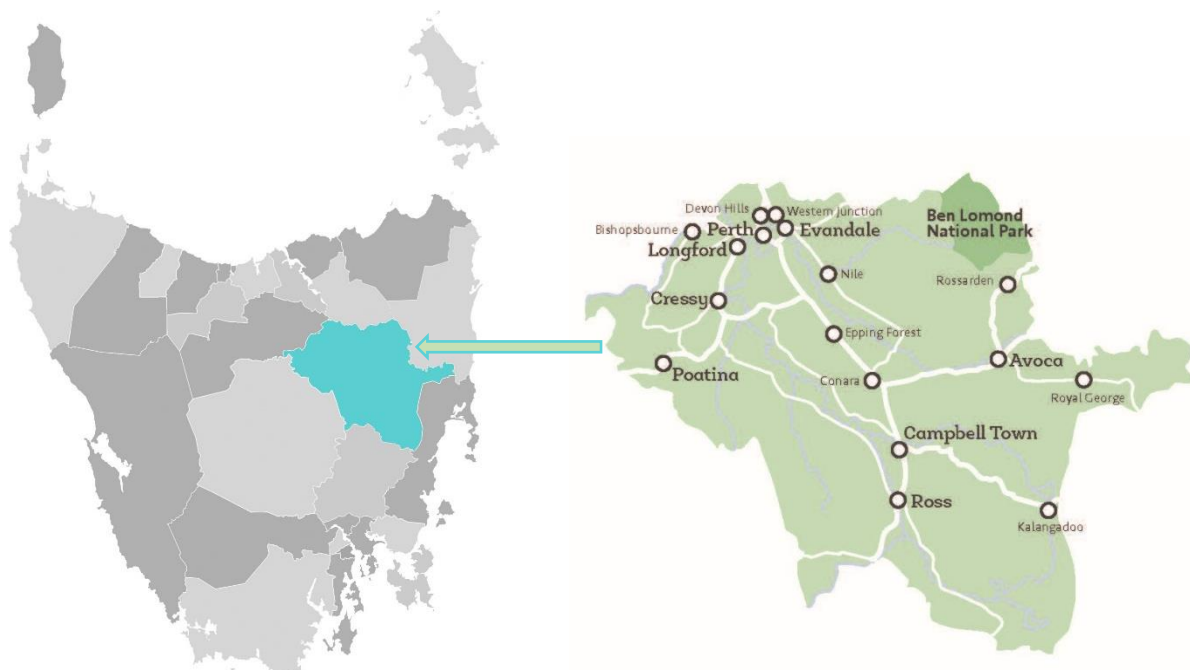 Devon Hills
Western Junction
Bishopsbourne
Perth
Evandale
Longford
Ben Lomond
National Park
Nile
Rossarden
Cressy
Epping Forest
Avoca
Poatina
Conara
Royal George
Campbell Town
Ross
Kalangadoo